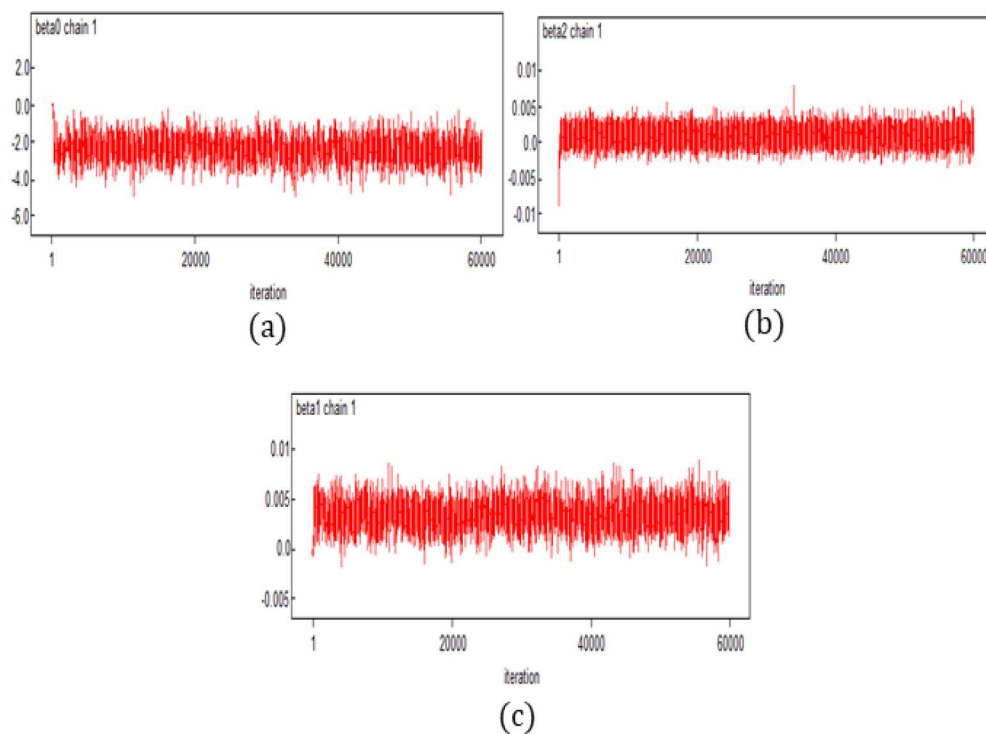 beta0 chain 1
2.0
0.0
-2.0
-4.0
-6.0
1 20000 40000 60000
iteration
(a)
beta2 chain 1
0.01
0.005
0.0
-0.005
-0.01
1 20000 40000 60000
iteration
(b)
beta1 chain 1
0.01
0.005
0.0
-0.005
1 20000 40000 60000
iteration
(c)